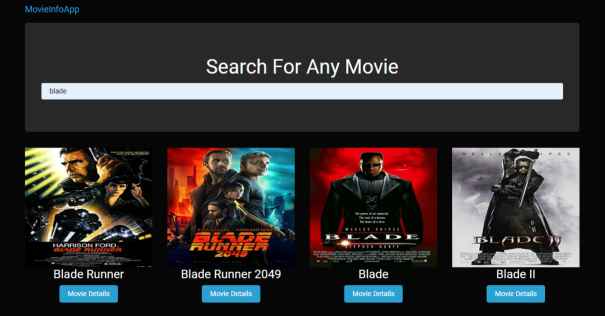 MovieInfoApp
Search For Any Movie
blade
HARRISON FORD
BLADE RUNNER
BLADE
RUNNER
2049
WESLEY SNIPES
BLADE
BLADE II
Blade Runner
Blade Runner 2049
Blade
Blade II
Movie Details
Movie Details
Movie Details
Movie Details